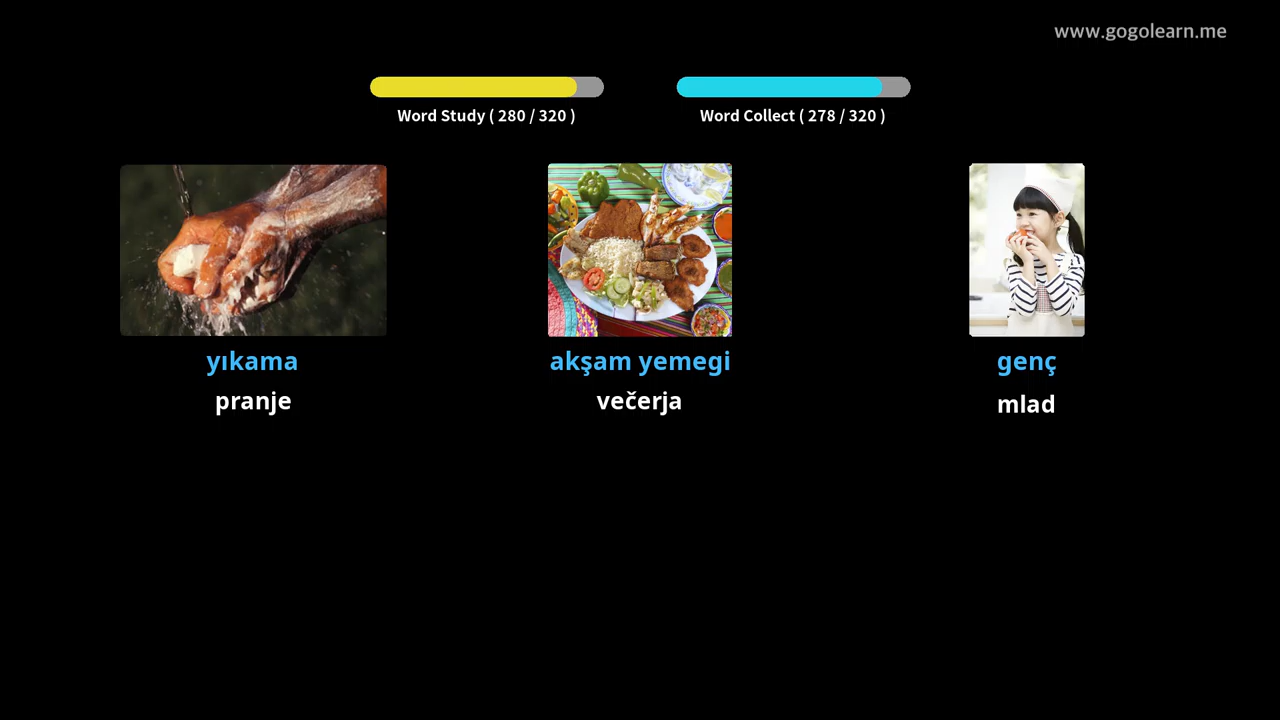 www.gogolearn.me
Word Study ( 280 / 320 )
Word Collect ( 278 / 320 )
yıkama
akşam yemegi
genç
pranje
večerja
mlad